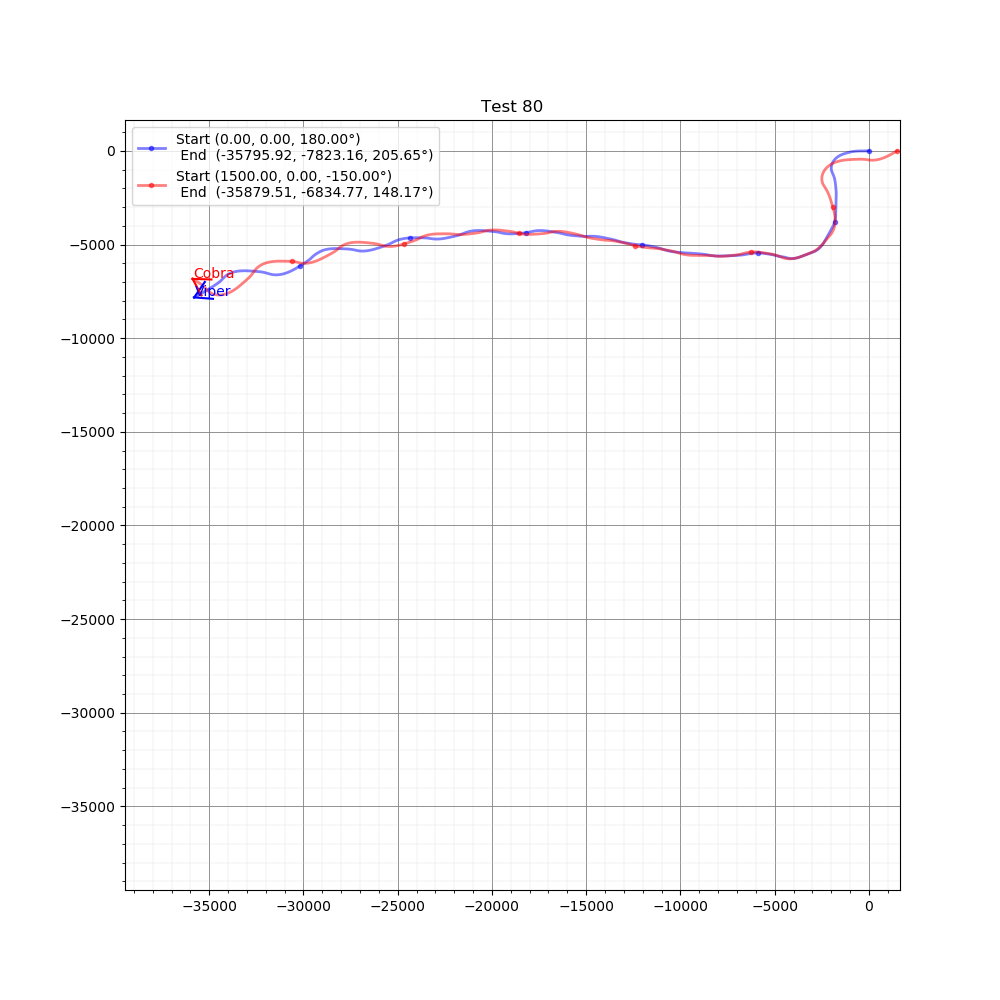 Test 80
Start (0.00, 0.00, 180.00°)
End  (-35795.92, -7823.16, 205.65°)
Start (1500.00, 0.00, -150.00°)
End  (-35879.51, -6834.77, 148.17°)
0
−5000
Cobra
Viper
−10000
−15000
−20000
−25000
−30000
−35000
−35000 −30000 −25000 −20000 −15000 −10000 −5000 0